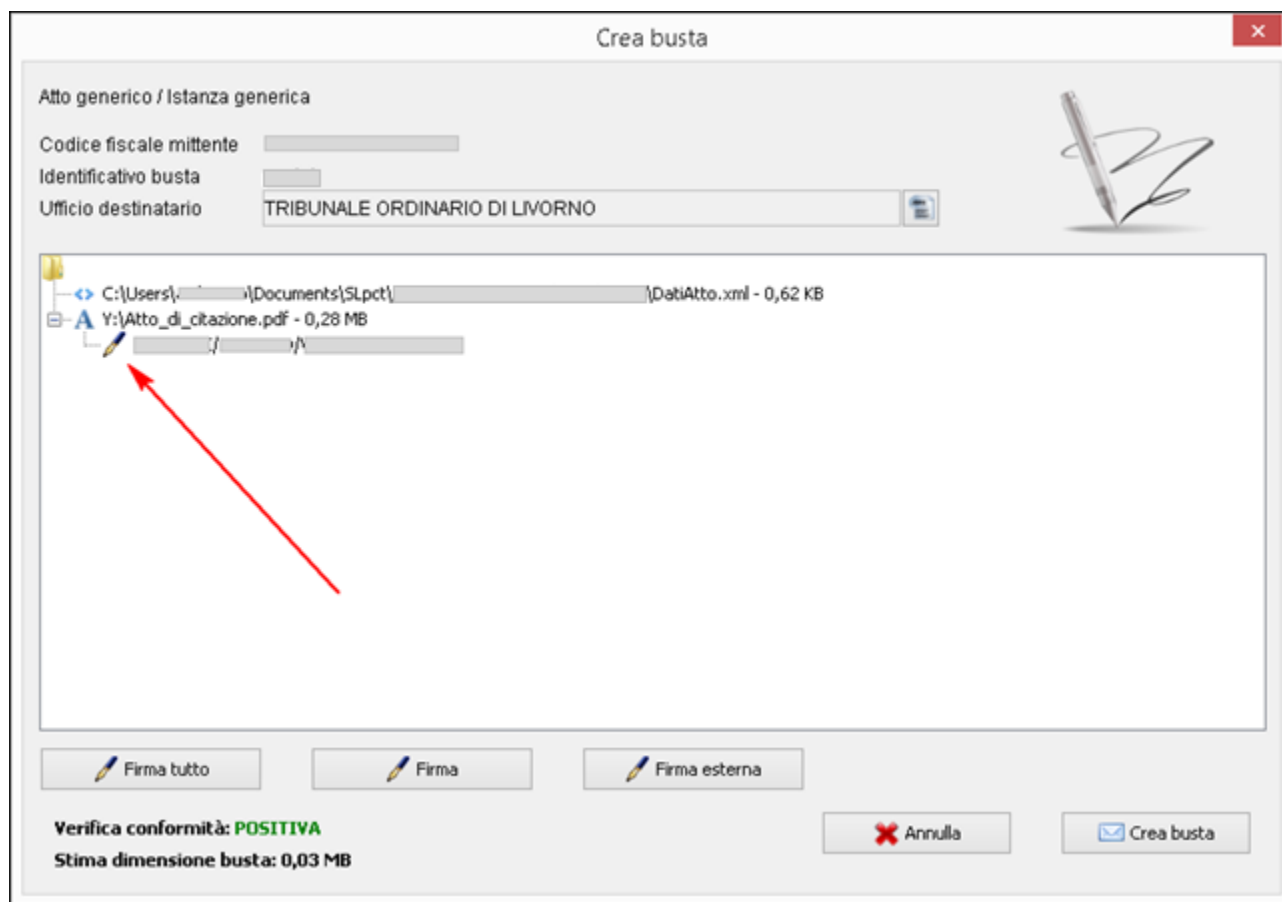 Crea busta
Atto generico / Istanza generica
Codice fiscale mittente
Identificativo busta
Ufficio destinatario TRIBUNALE ORDINARIO DI LIVORNO
C:\Users\ \Documents\SLpct\ \DatiAtto.xml - 0,62 KB
A Y:\Atto_di_citazione.pdf - 0,28 MB
Firma tutto Firma Firma esterna
Verifica conformità: POSITIVA
Annulla Crea busta
Stima dimensione busta: 0,03 MB